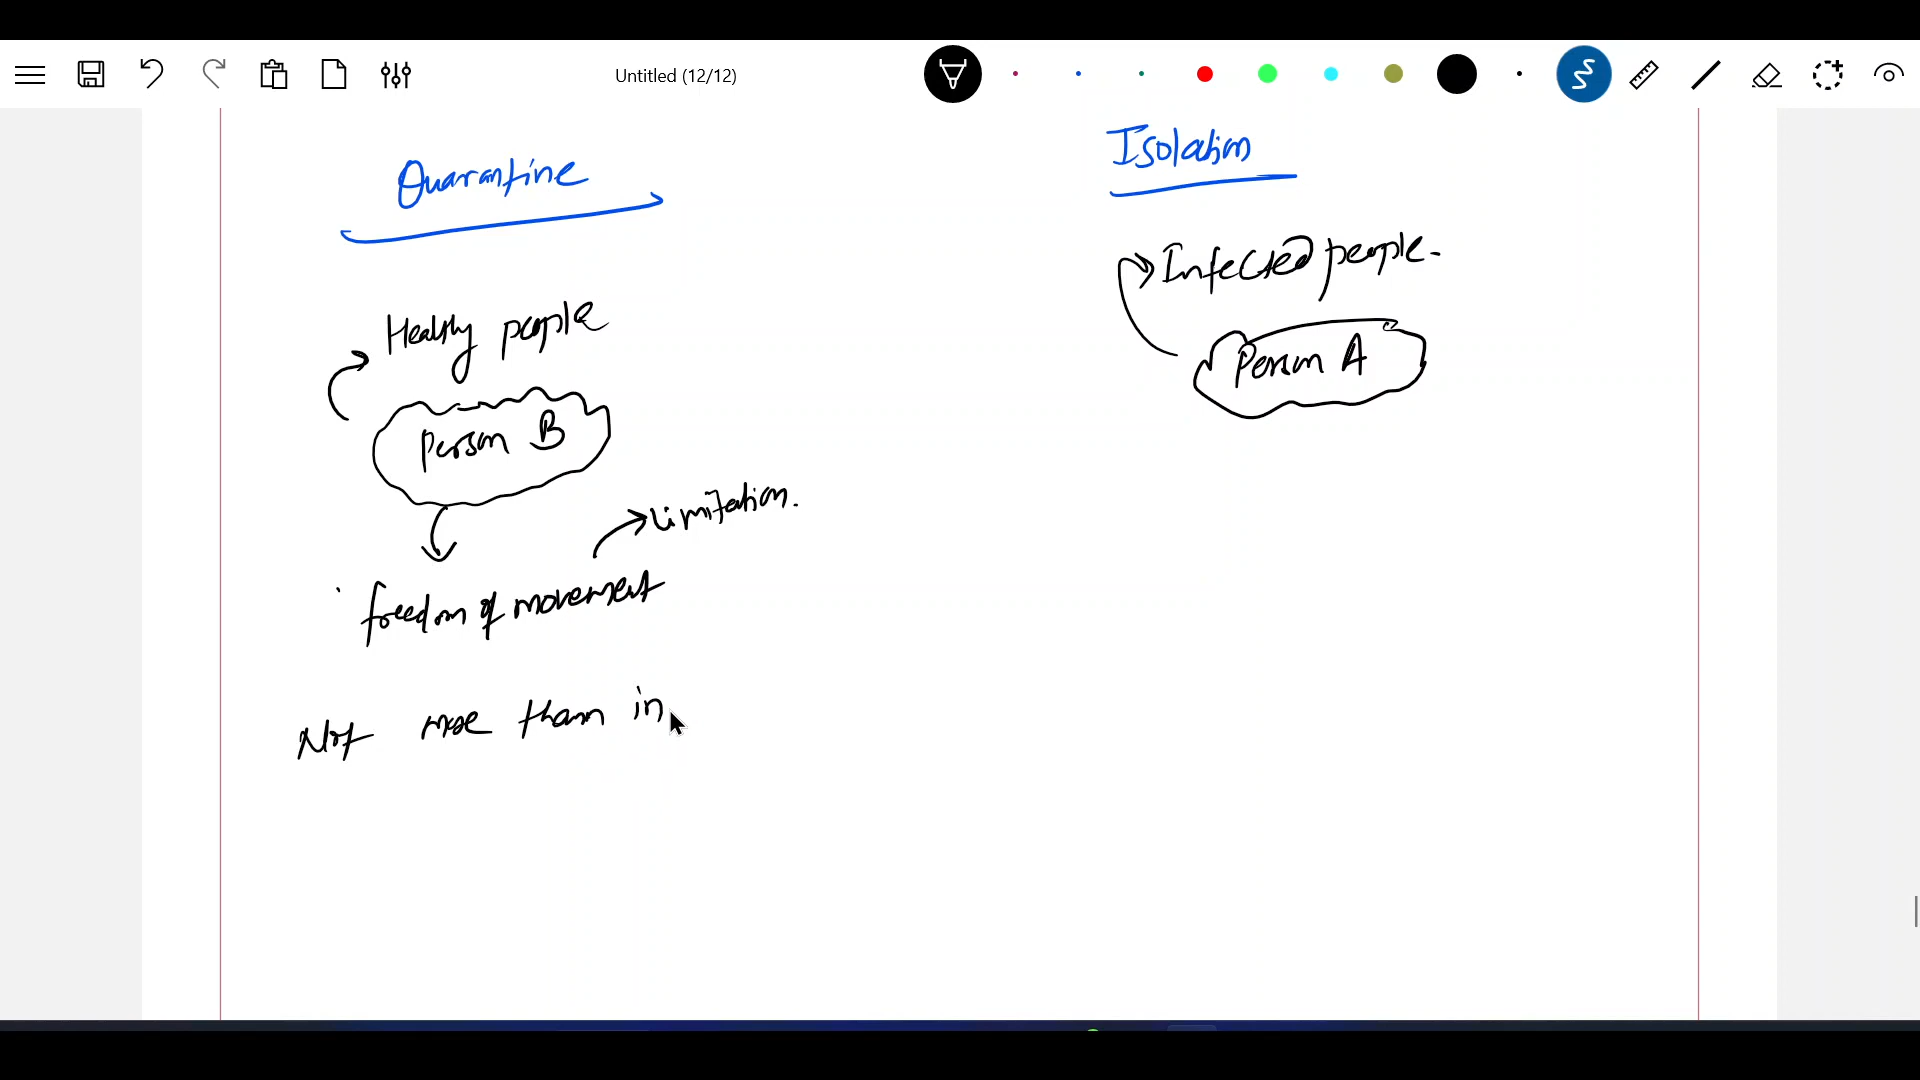 Untitled (12/12)
Quarantine
Isolation
Healthy people
Infected people.
Person B
Person A
Limitation.
freedom of movement
Not more than in